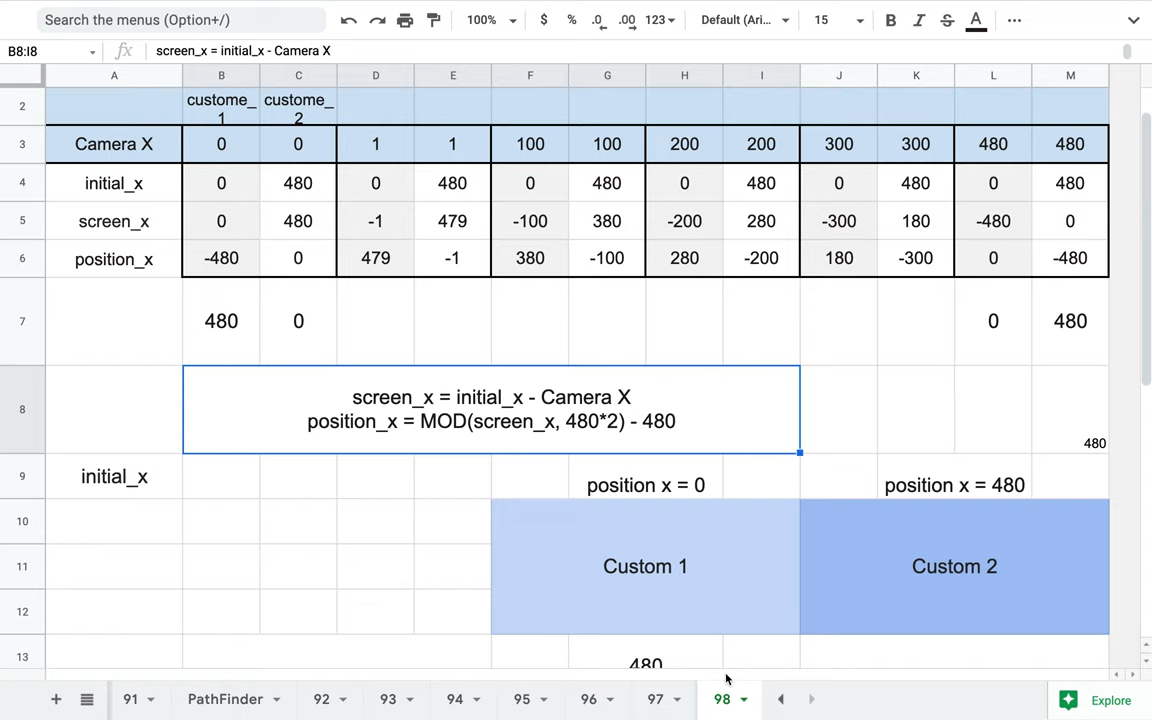 Search the menus (Option+/)
100%
$ % .0 .00 123
Default (Ari...
15
B I S A
B8:I8
fx
screen_x = initial_x - Camera X
A B C D E F G H I J K L M
2 custome_1 custome_2
3 Camera X 0 0 1 1 100 100 200 200 300 300 480 480
4 initial_x 0 480 0 480 0 480 0 480 0 480 0 480
5 screen_x 0 480 -1 479 -100 380 -200 280 -300 180 -480 0
6 position_x -480 0 479 -1 380 -100 280 -200 180 -300 0 -480
7 480 0 0 480
8
screen_x = initial_x - Camera X
position_x = MOD(screen_x, 480*2) - 480
480
9 initial_x position x = 0 position x = 480
10
11 Custom 1 Custom 2
12
13 480
91 PathFinder 92 93 94 95 96 97 98
Explore